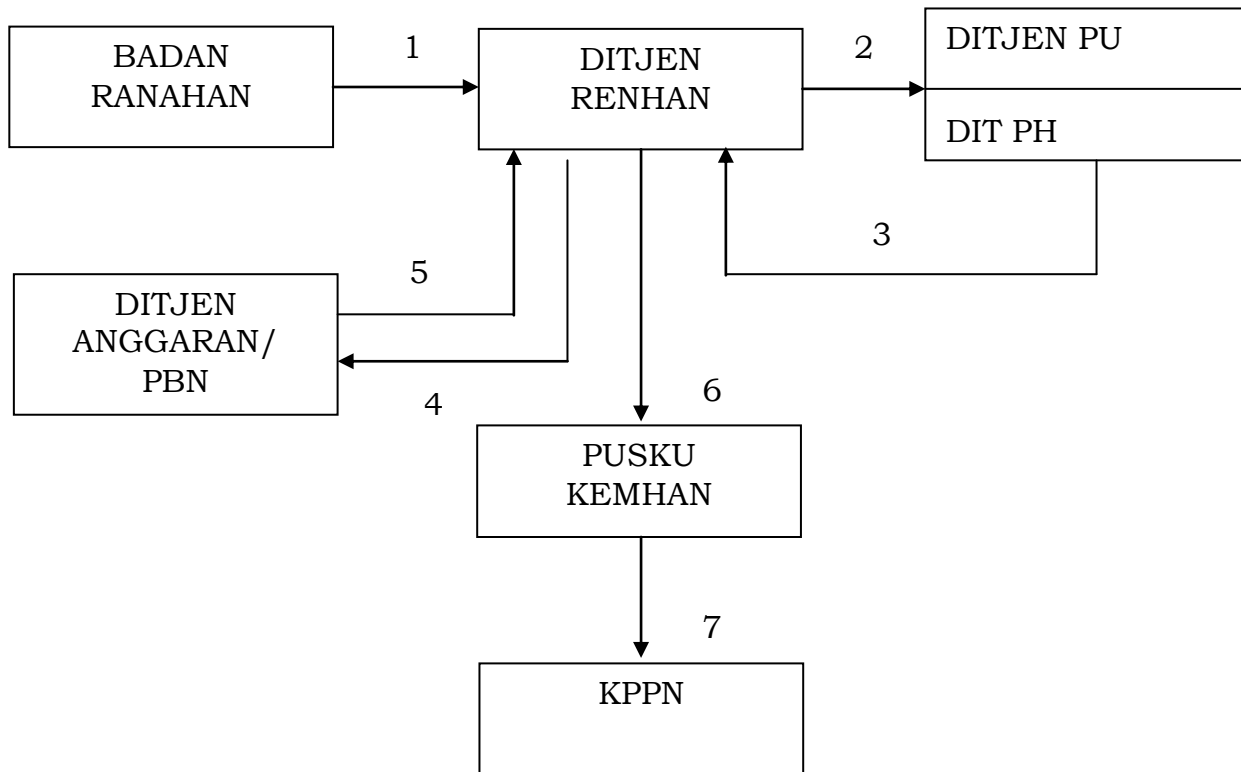 BADAN
RANAHAN
1
DITJEN
RENHAN
2
DITJEN PU
DIT PH
3
5
DITJEN
ANGGARAN/
PBN
4
6
PUSKU
KEMHAN
7
KPPN